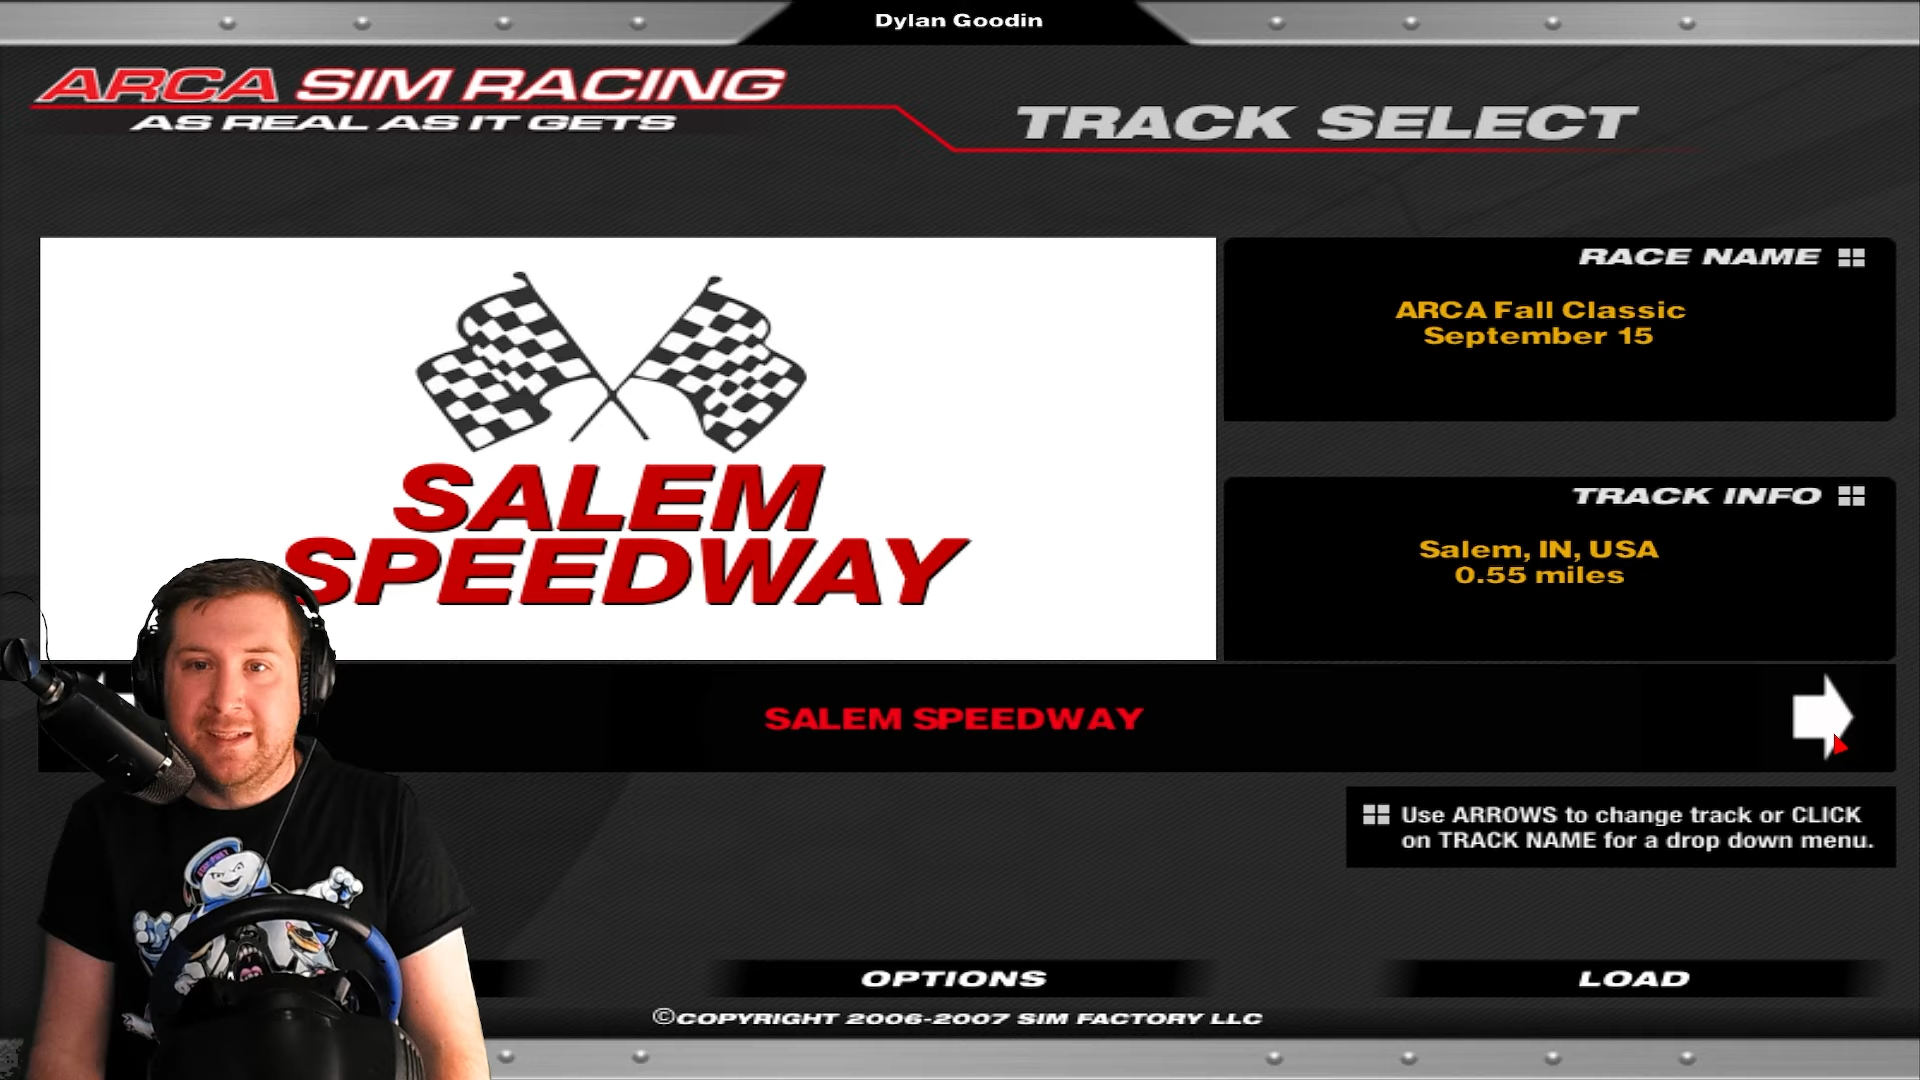 Dylan Goodin
ARCA SIM RACING
AS REAL AS IT GETS
TRACK SELECT
RACE NAME
ARCA Fall Classic
September 15
SALEM
SPEEDWAY
TRACK INFO
Salem, IN, USA
0.55 miles
SALEM SPEEDWAY
Use ARROWS to change track or CLICK
on TRACK NAME for a drop down menu.
OPTIONS
LOAD
©COPYRIGHT 2006-2007 SIM FACTORY LLC